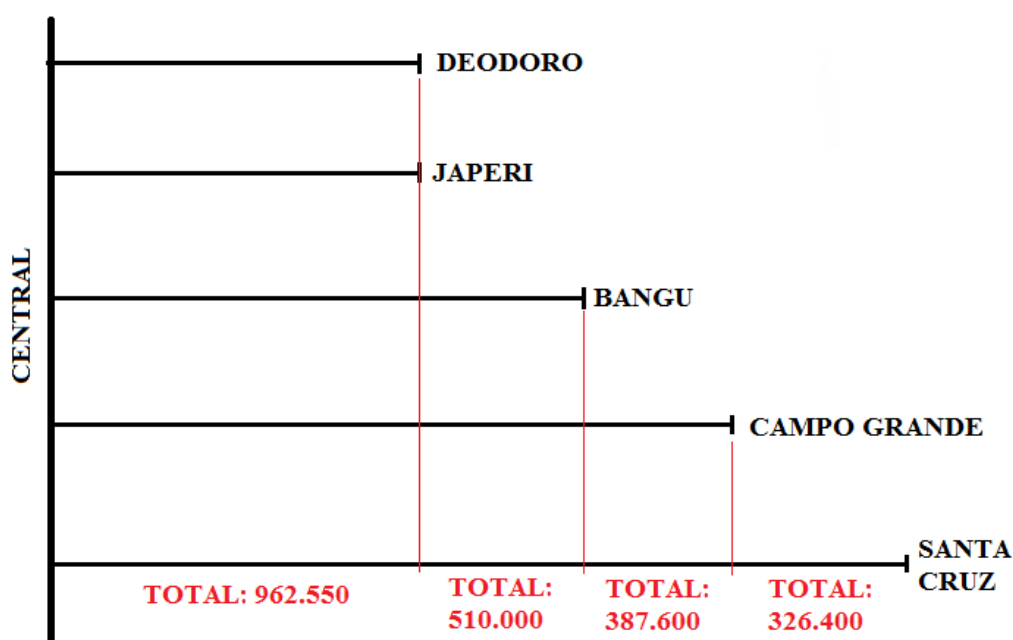 DEODORO
JAPERI
CENTRAL
BANGU
CAMPO GRANDE
SANTA
CRUZ
TOTAL: 962.550
TOTAL:
510.000
TOTAL:
387.600
TOTAL:
326.400